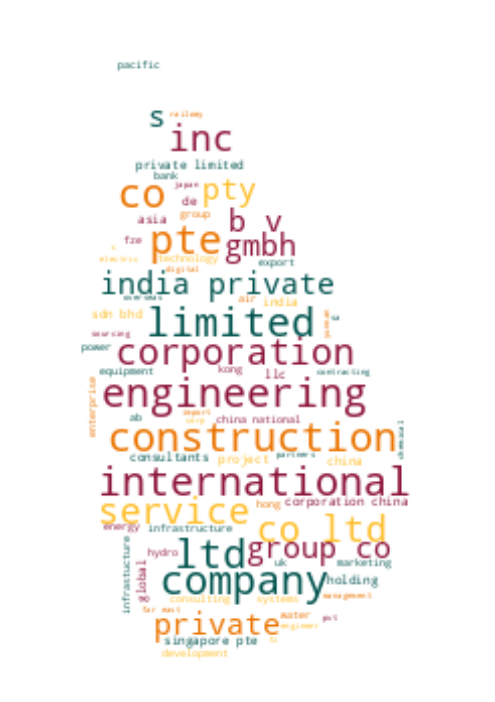 pacific
s railway
inc
private limited
bank
japan
co de pty
group
asia b v
fze pte gmbh
technology
electric export
digital
india private
overseas
air india
sdn bhd limited
sourcing
power corporation
equipment kong llc contracting
engineering
enterprise
import
ab corp china national
construction
chemical
consultants project partners china
international
service hong corporation china
energy infrastructure co ltd
ltd group co
hydro uk marketing
company holding
infrastucture
global
consulting systems management
far east
private water pvt
engineer
singapore pte
development